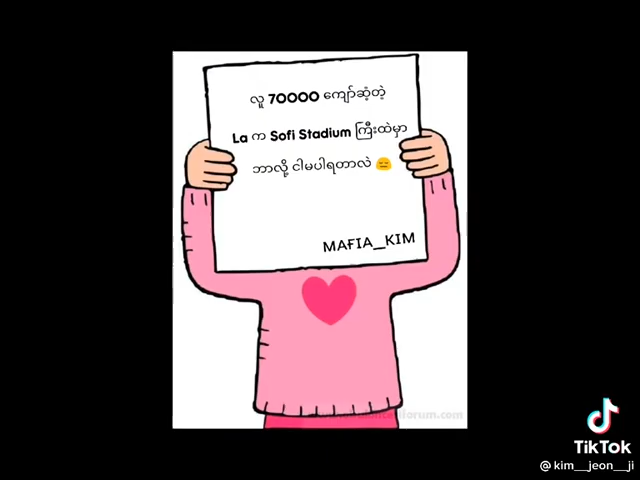 လူ 70000 ကျော်ဆံ့တဲ့
La က Sofi Stadium ကြီးထဲမှာ
ဘာလို့ ငါမပါရတာလဲ 😑
MAFIA_KIM
TikTok
@kim__jeon__ji